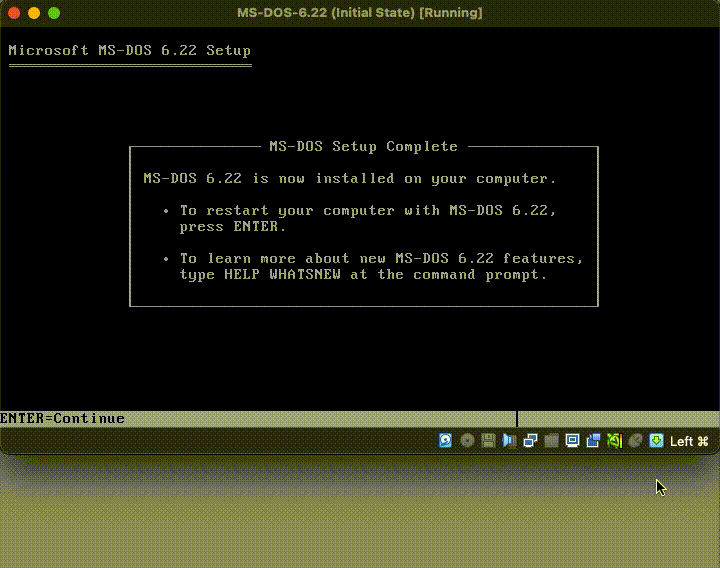 MS-DOS-6.22 (Initial State) [Running]
Microsoft MS-DOS 6.22 Setup
MS-DOS Setup Complete
MS-DOS 6.22 is now installed on your computer.
• To restart your computer with MS-DOS 6.22,
press ENTER.
• To learn more about new MS-DOS 6.22 features,
type HELP WHATSNEW at the command prompt.
ENTER=Continue
Left ⌘